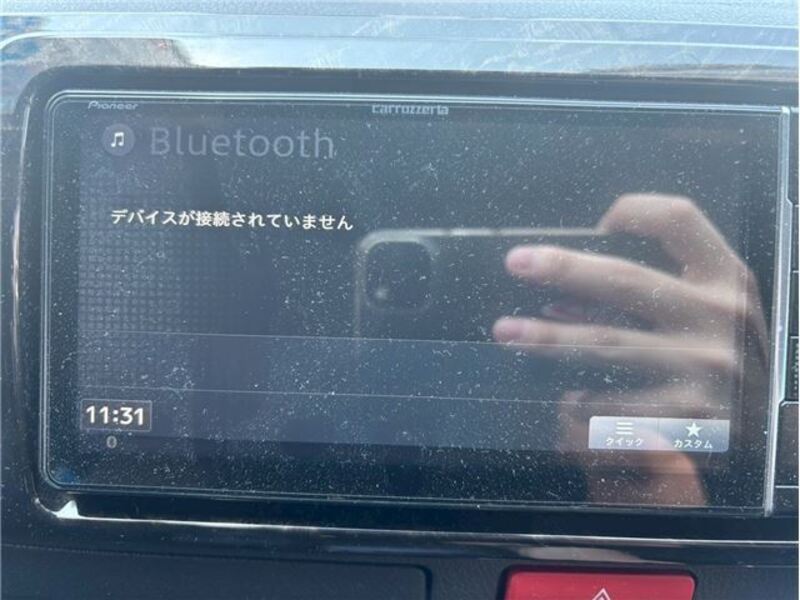 Pioneer
carrozzeria
Bluetooth
デバイスが接続されていません
11:31
クイック
カスタム